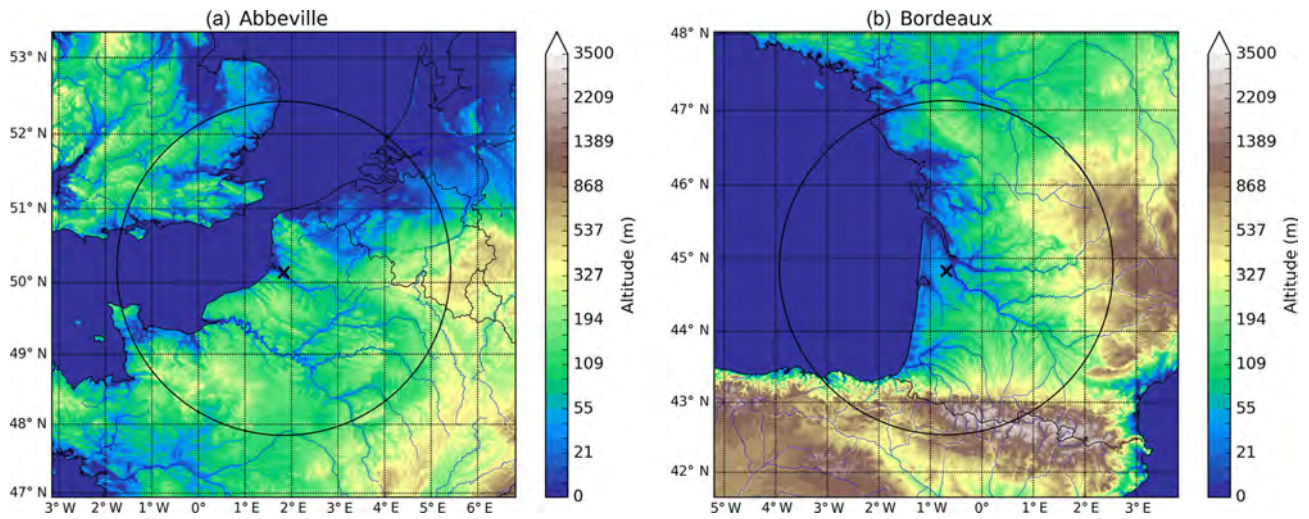 (a) Abbeville
53° N
52° N
51° N
50° N
49° N
48° N
47° N
3° W 2° W 1° W 0° 1° E 2° E 3° E 4° E 5° E 6° E
3500
2209
1389
868
537
327
194
109
55
21
0
Altitude (m)
(b) Bordeaux
48° N
47° N
46° N
45° N
44° N
43° N
42° N
5° W 4° W 3° W 2° W 1° W 0° 1° E 2° E 3° E
3500
2209
1389
868
537
327
194
109
55
21
0
Altitude (m)